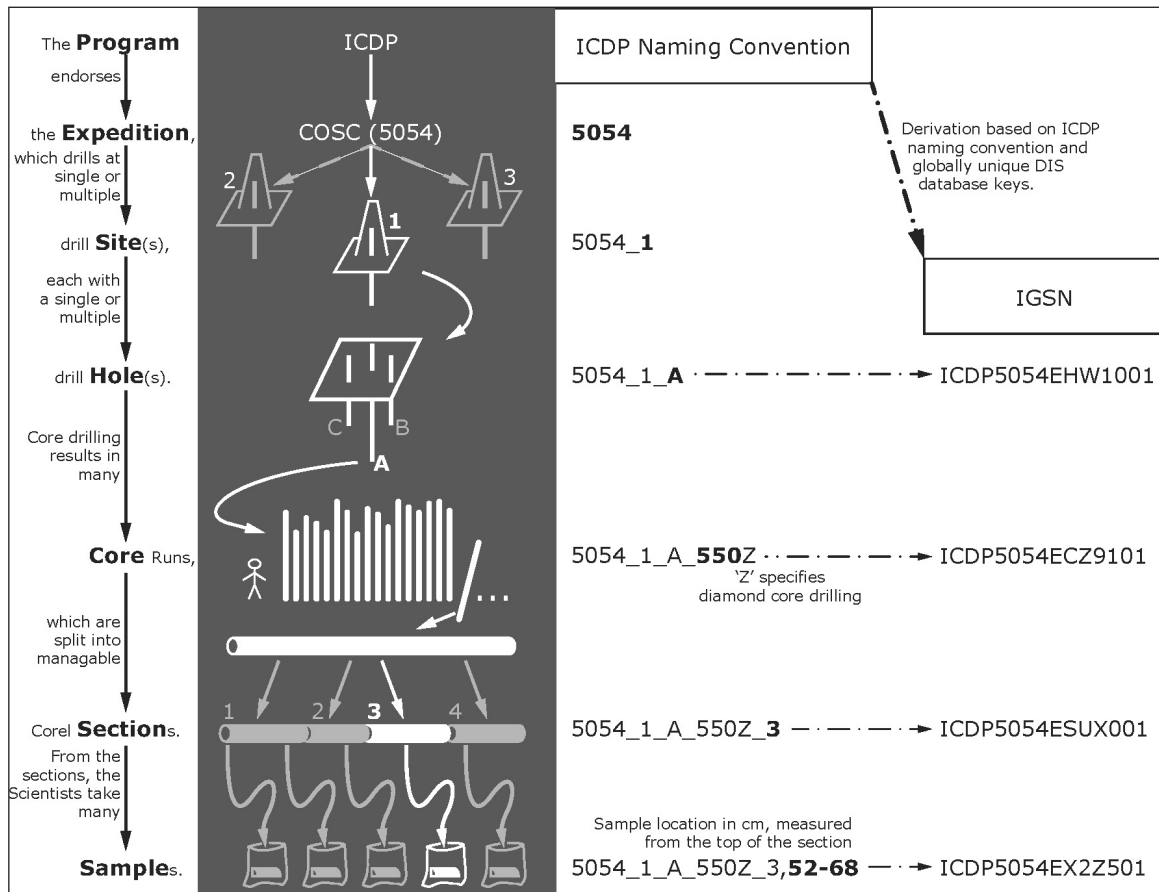 The Program
endorses
the Expedition,
which drills at
single or
multiple
drill Site(s),
each with
a single or
multiple
drill Hole(s).
Core drilling
results in
many
Core Runs,
which are
split into
managable
Corel Sections.
From the
sections, the
Scientists take
many
Samples.
ICDP
COSC (5054)
2
3
1
C
B
A
...
1
2
3
4
ICDP Naming Convention
5054
Derivation based on ICDP
naming convention and
globally unique DIS
database keys.
5054_1
IGSN
5054_1_A
ICDP5054EHW1001
5054_1_A_550Z
ICDP5054ECZ9101
'Z' specifies
diamond core drilling
5054_1_A_550Z_3
ICDP5054ESUX001
Sample location in cm, measured
from the top of the section
5054_1_A_550Z_3,52-68
ICDP5054EX2Z501